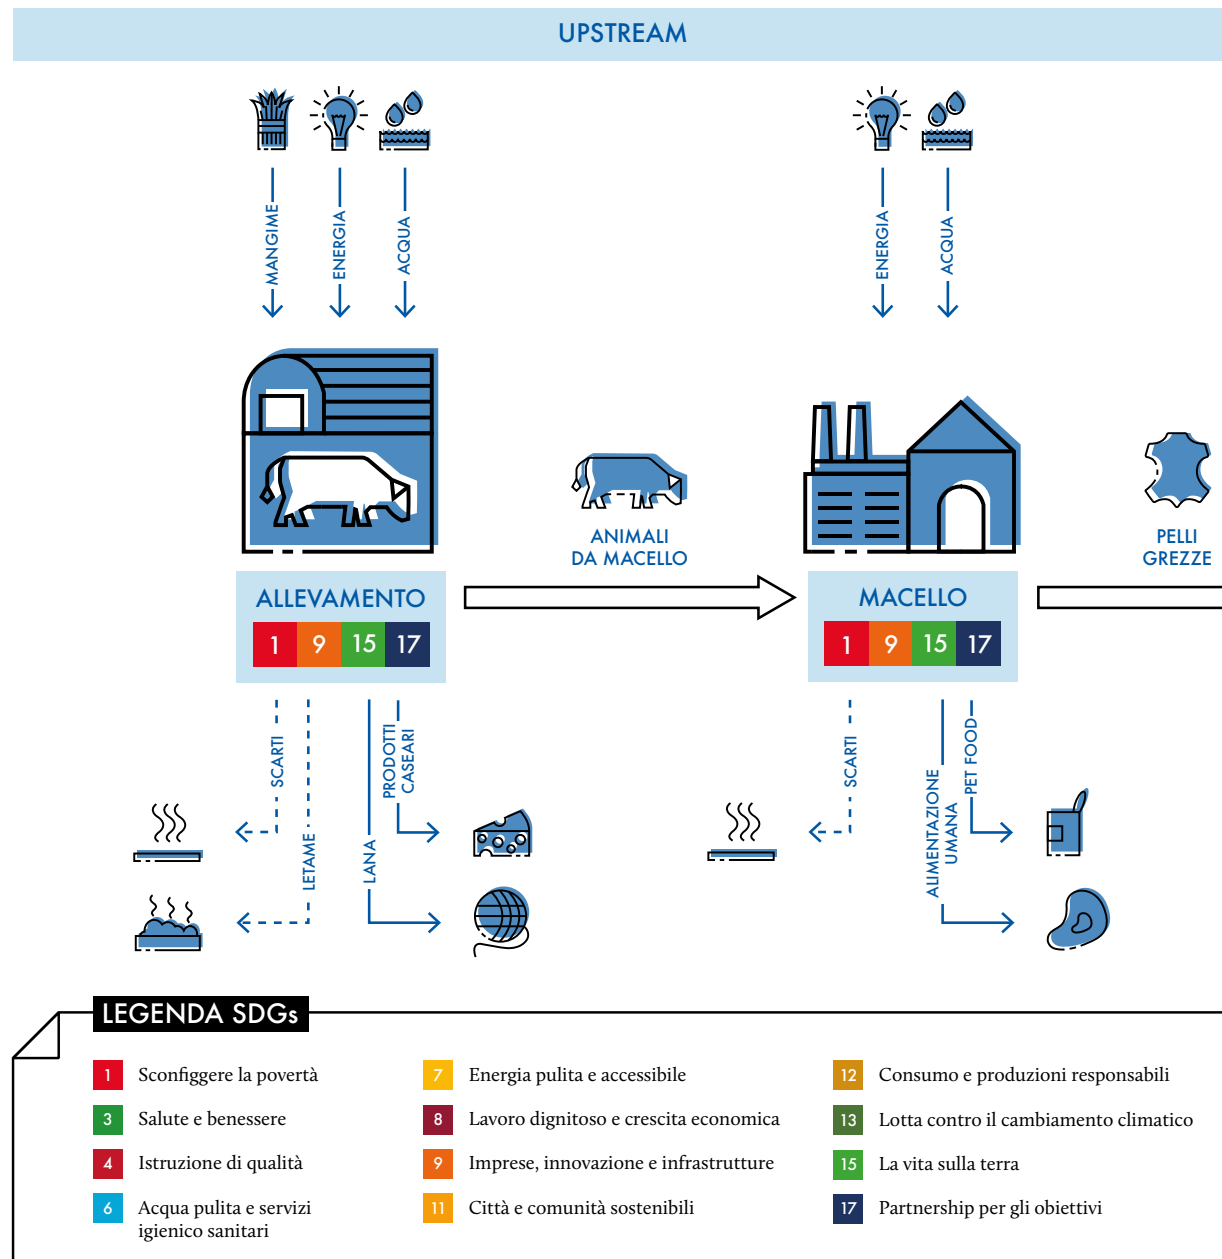 UPSTREAM
MANGIME
ENERGIA
ACQUA
ENERGIA
ACQUA
ANIMALI
DA MACELLO
PELLI
GREZZE
ALLEVAMENTO
1 9 15 17
MACELLO
1 9 15 17
SCARTI
LETAME
LANA
PRODOTTI
CASEARI
SCARTI
ALIMENTAZIONE
UMANA
PET FOOD
LEGENDA SDGs
1 Sconfiggere la povertà
3 Salute e benessere
4 Istruzione di qualità
6 Acqua pulita e servizi
igienico sanitari
7 Energia pulita e accessibile
8 Lavoro dignitoso e crescita economica
9 Imprese, innovazione e infrastrutture
11 Città e comunità sostenibili
12 Consumo e produzioni responsabili
13 Lotta contro il cambiamento climatico
15 La vita sulla terra
17 Partnership per gli obiettivi